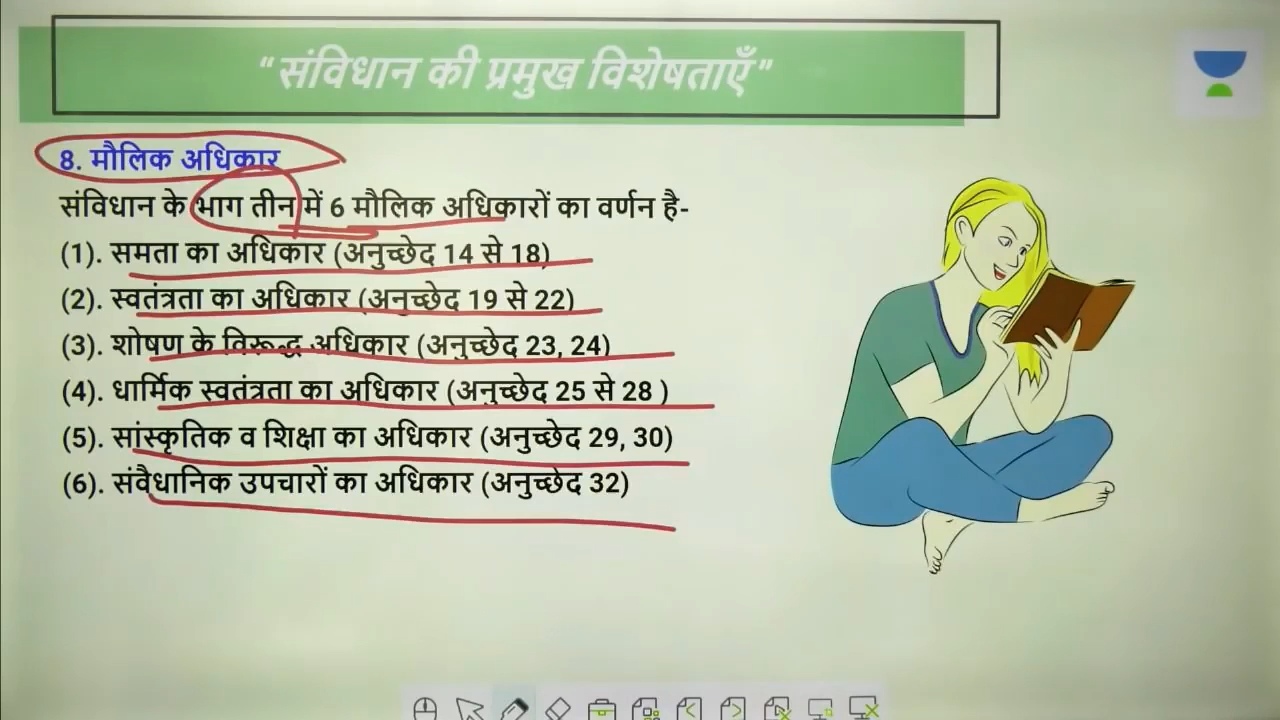 “संविधान की प्रमुख विशेषताएँ”
8. मौलिक अधिकार
संविधान के भाग तीन में 6 मौलिक अधिकारों का वर्णन है-
(1). समता का अधिकार (अनुच्छेद 14 से 18)
(2). स्वतंत्रता का अधिकार (अनुच्छेद 19 से 22)
(3). शोषण के विरूद्ध अधिकार (अनुच्छेद 23, 24)
(4). धार्मिक स्वतंत्रता का अधिकार (अनुच्छेद 25 से 28 )
(5). सांस्कृतिक व शिक्षा का अधिकार (अनुच्छेद 29, 30)
(6). संवैधानिक उपचारों का अधिकार (अनुच्छेद 32)